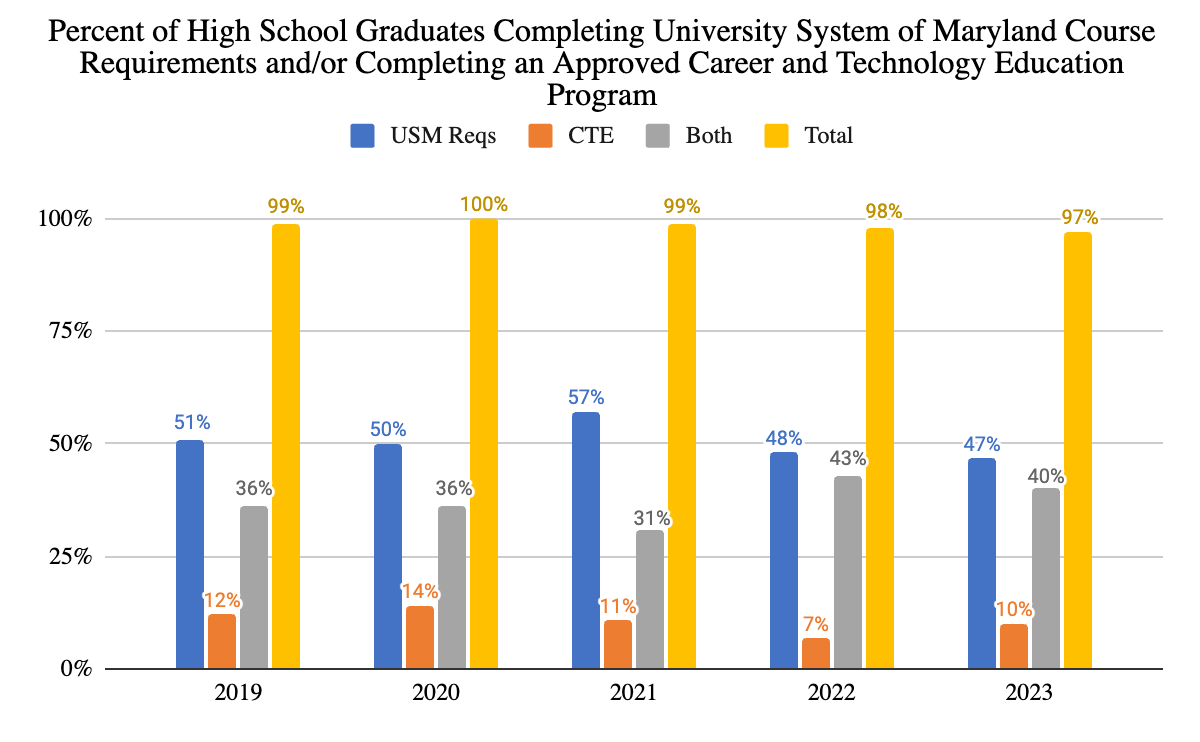 Percent of High School Graduates Completing University System of Maryland Course
Requirements and/or Completing an Approved Career and Technology Education
Program
USM Reqs CTE Both Total
99% 100% 99% 98% 97%
100%
75%
57%
51% 50% 48% 47%
50%
43% 40%
36% 36% 31%
25%
12% 14% 11% 7% 10%
0%
2019 2020 2021 2022 2023